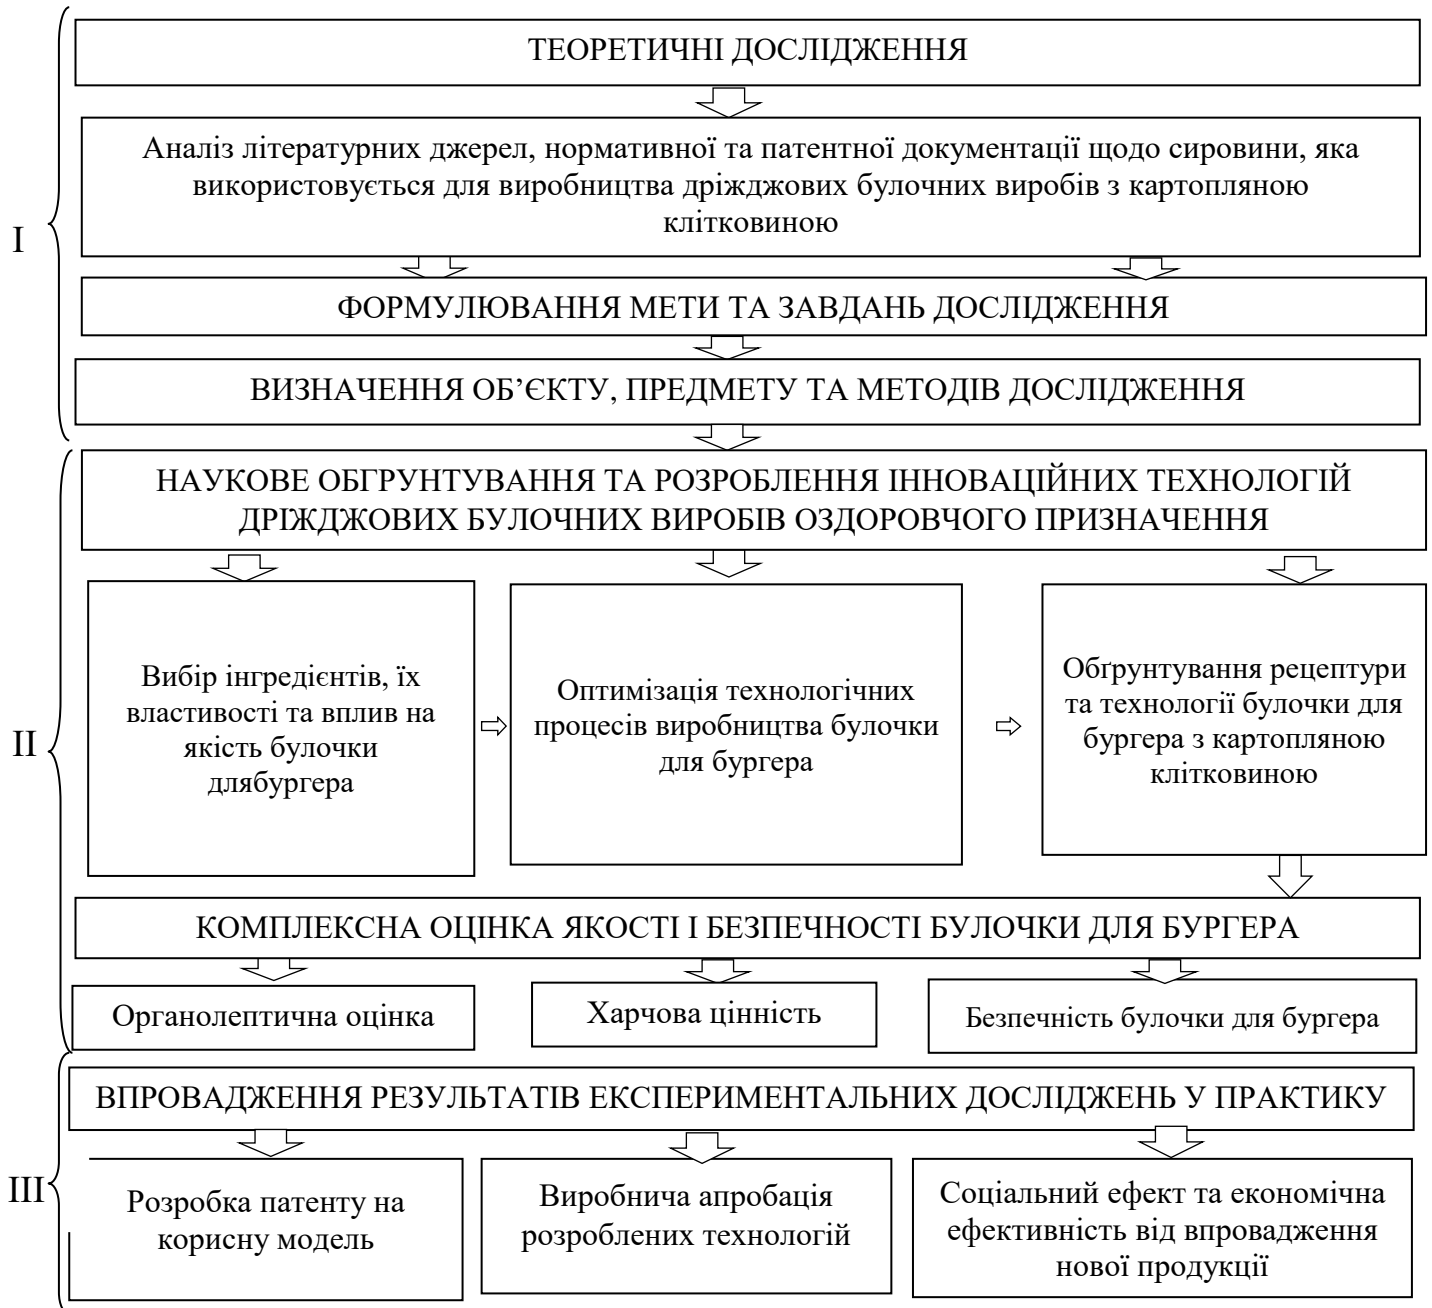 ТЕОРЕТИЧНІ ДОСЛІДЖЕННЯ
Аналіз літературних джерел, нормативної та патентної документації щодо сировини, яка
використовується для виробництва дріжджових булочних виробів з картопляною
клітковиною
I
ФОРМУЛЮВАННЯ МЕТИ ТА ЗАВДАНЬ ДОСЛІДЖЕННЯ
ВИЗНАЧЕННЯ ОБ’ЄКТУ, ПРЕДМЕТУ ТА МЕТОДІВ ДОСЛІДЖЕННЯ
НАУКОВЕ ОБГРУНТУВАННЯ ТА РОЗРОБЛЕННЯ ІННОВАЦІЙНИХ ТЕХНОЛОГІЙ
ДРІЖДЖОВИХ БУЛОЧНИХ ВИРОБІВ ОЗДОРОВЧОГО ПРИЗНАЧЕННЯ
II
Вибір інгредієнтів, їх
властивості та вплив на
якість булочки
длябургера
Оптимізація технологічних
процесів виробництва булочки
для бургера
Обґрунтування рецептури
та технології булочки для
бургера з картопляною
клітковиною
КОМПЛЕКСНА ОЦІНКА ЯКОСТІ І БЕЗПЕЧНОСТІ БУЛОЧКИ ДЛЯ БУРГЕРА
Органолептична оцінка
Харчова цінність
Безпечність булочки для бургера
ВПРОВАДЖЕННЯ РЕЗУЛЬТАТІВ ЕКСПЕРИМЕНТАЛЬНИХ ДОСЛІДЖЕНЬ У ПРАКТИКУ
III
Розробка патенту на
корисну модель
Виробнича апробація
розроблених технологій
Соціальний ефект та економічна
ефективність від впровадження
нової продукції